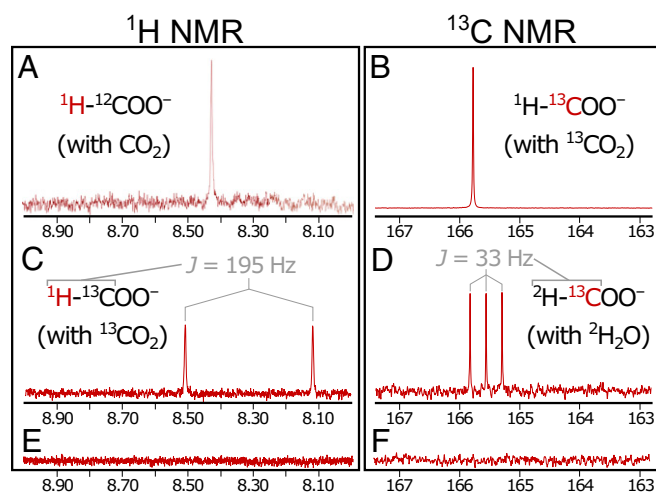 ¹H NMR
¹³C NMR
A
¹H-¹²COO⁻
(with CO₂)
8.90 8.70 8.50 8.30 8.10
B
¹H-¹³COO⁻
(with ¹³CO₂)
167 166 165 164 163
C
J = 195 Hz
¹H-¹³COO⁻
(with ¹³CO₂)
8.90 8.70 8.50 8.30 8.10
D
J = 33 Hz
²H-¹³COO⁻
(with ²H₂O)
167 166 165 164 163
E
8.90 8.70 8.50 8.30 8.10
F
167 166 165 164 163